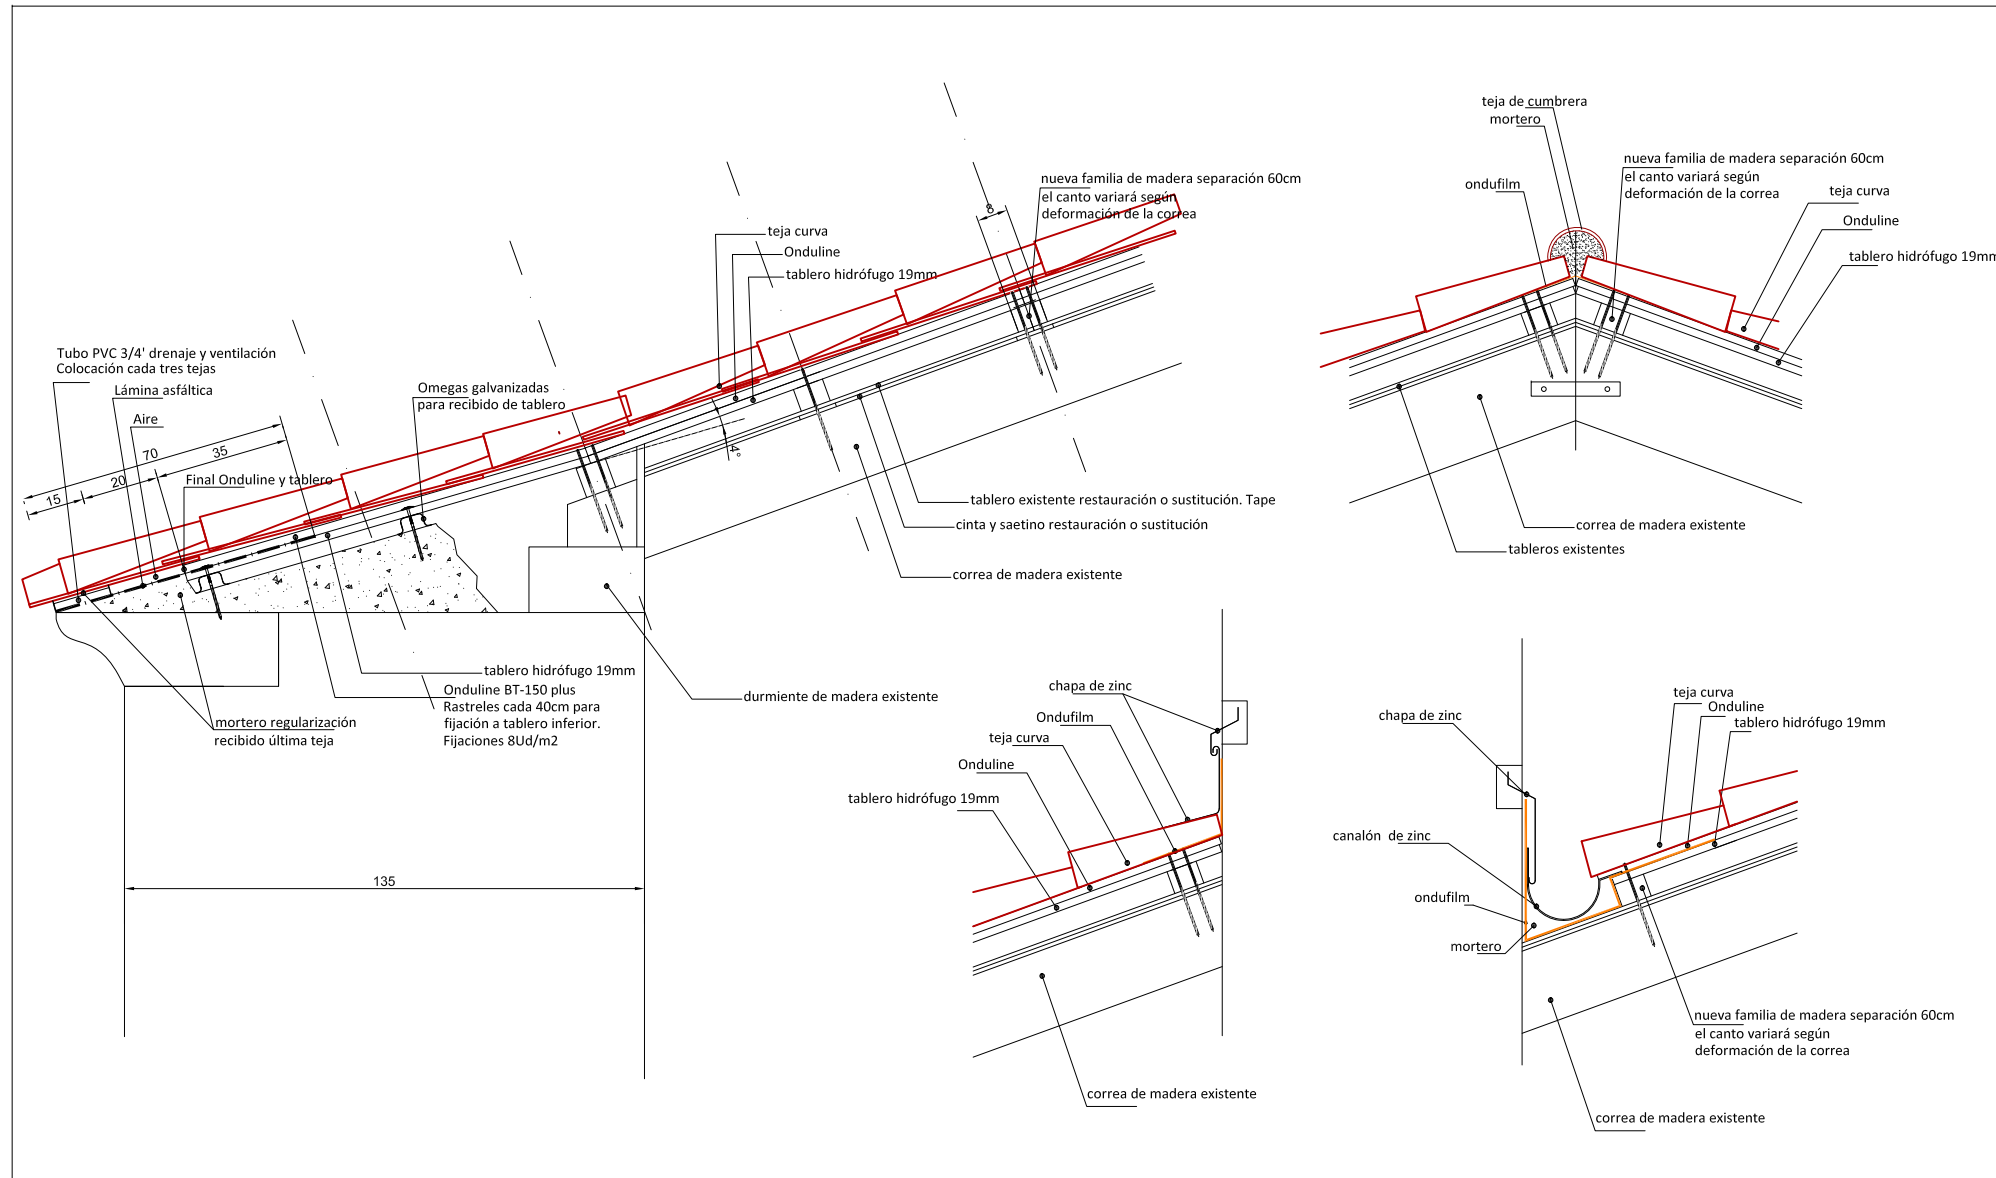 nueva familia de madera separación 60cm
el canto variará según
deformación de la correa
8
teja curva
Onduline
tablero hidrófugo 19mm
Tubo PVC 3/4' drenaje y ventilación
Colocación cada tres tejas
Lámina asfáltica
Aire
Omegas galvanizadas
para recibido de tablero
70
35
20
15
Final Onduline y tablero
4°
tablero existente restauración o sustitución. Tape
cinta y saetino restauración o sustitución
correa de madera existente
tablero hidrófugo 19mm
Onduline BT-150 plus
Rastreles cada 40cm para
fijación a tablero inferior.
Fijaciones 8Ud/m2
mortero regularización
recibido última teja
durmiente de madera existente
135
teja de cumbrera
mortero
ondufilm
nueva familia de madera separación 60cm
el canto variará según
deformación de la correa
teja curva
Onduline
tablero hidrófugo 19mm
correa de madera existente
tableros existentes
chapa de zinc
Ondufilm
teja curva
Onduline
tablero hidrófugo 19mm
correa de madera existente
teja curva
Onduline
tablero hidrófugo 19mm
chapa de zinc
canalón de zinc
ondufilm
mortero
nueva familia de madera separación 60cm
el canto variará según
deformación de la correa
correa de madera existente